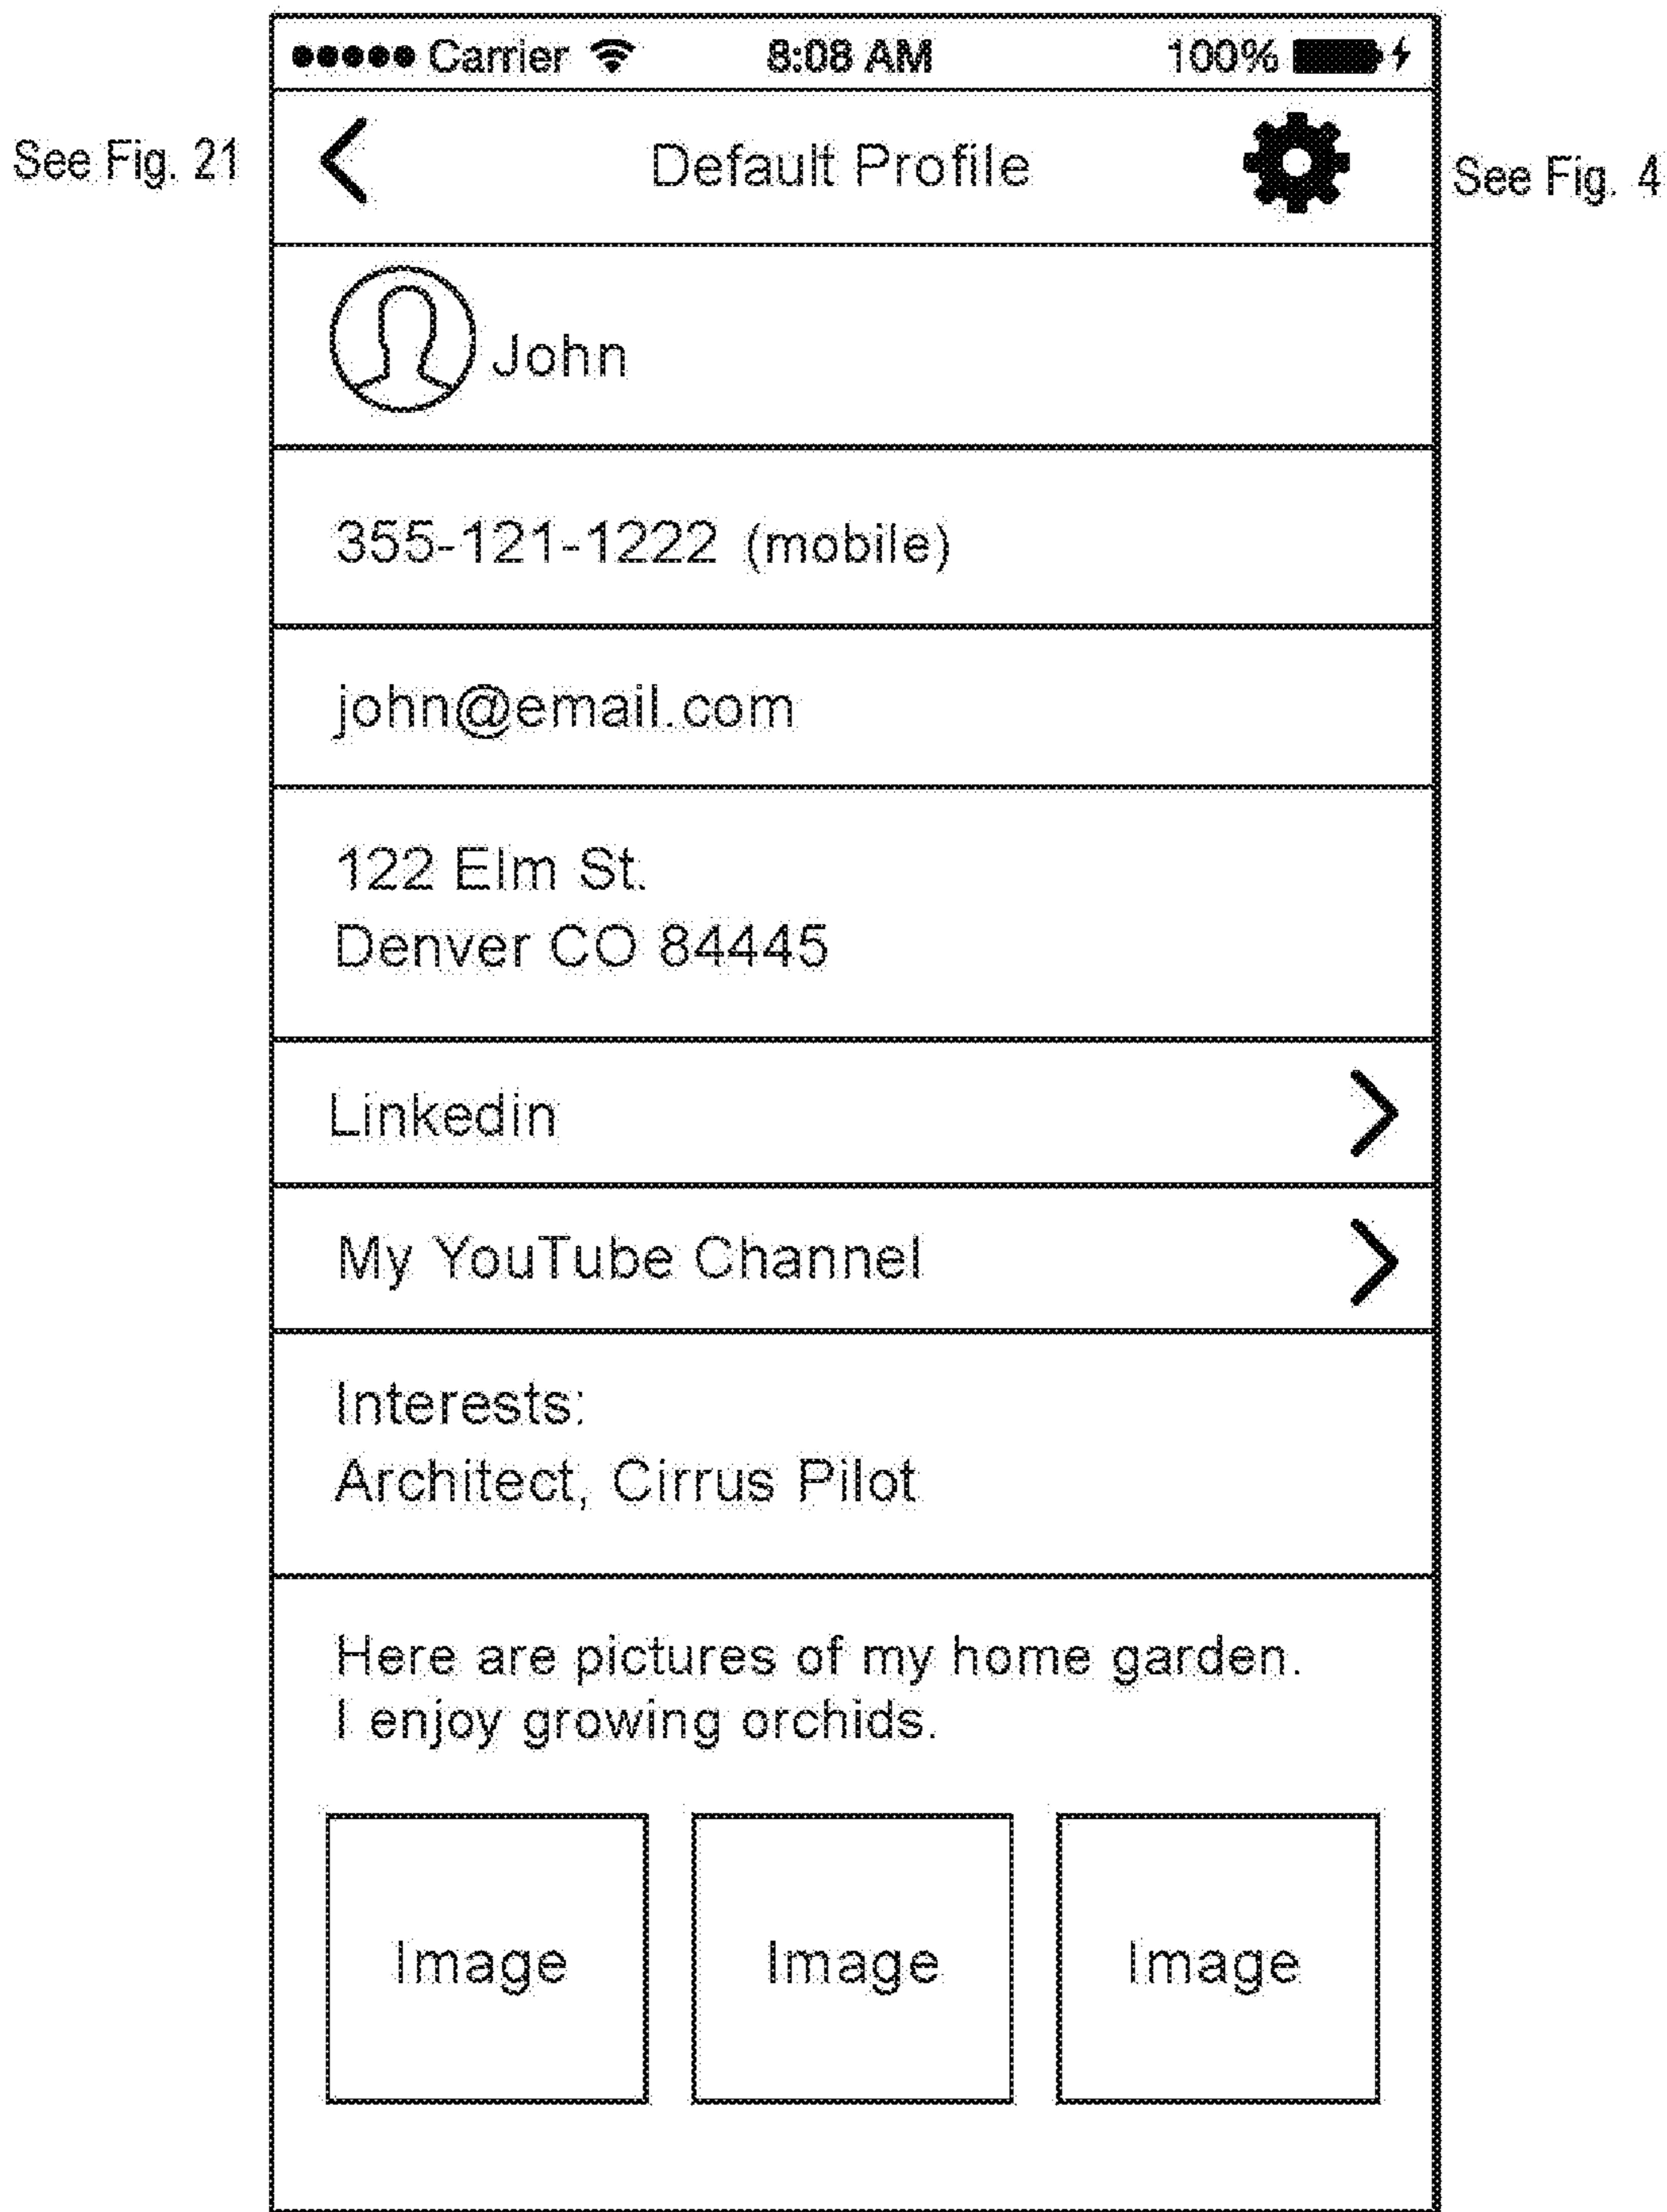 Carrier 8:08 AM 100%
See Fig. 21
Default Profile
See Fig. 4
John
355-121-1222 (mobile)
john@email.com
122 Elm St.
Denver CO 84445
Linkedin
My YouTube Channel
Interests:
Architect, Cirrus Pilot
Here are pictures of my home garden.
I enjoy growing orchids.
Image Image Image